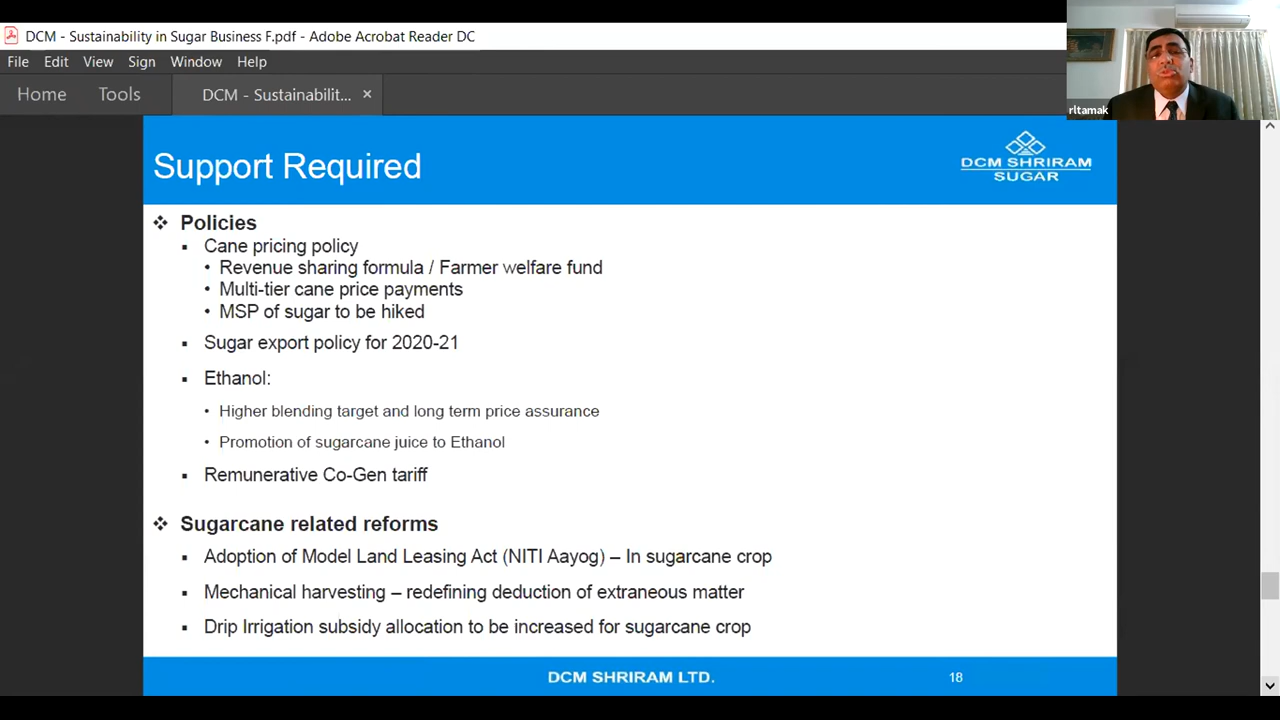 DCM - Sustainability in Sugar Business F.pdf - Adobe Acrobat Reader DC
File Edit View Sign Window Help
Home Tools DCM - Sustainabilit... ×
rltamak
Support Required
DCM SHRIRAM
SUGAR
❖ Policies
▪ Cane pricing policy
• Revenue sharing formula / Farmer welfare fund
• Multi-tier cane price payments
• MSP of sugar to be hiked
▪ Sugar export policy for 2020-21
▪ Ethanol:
• Higher blending target and long term price assurance
• Promotion of sugarcane juice to Ethanol
▪ Remunerative Co-Gen tariff
❖ Sugarcane related reforms
▪ Adoption of Model Land Leasing Act (NITI Aayog) – In sugarcane crop
▪ Mechanical harvesting – redefining deduction of extraneous matter
▪ Drip Irrigation subsidy allocation to be increased for sugarcane crop
DCM SHRIRAM LTD. 18